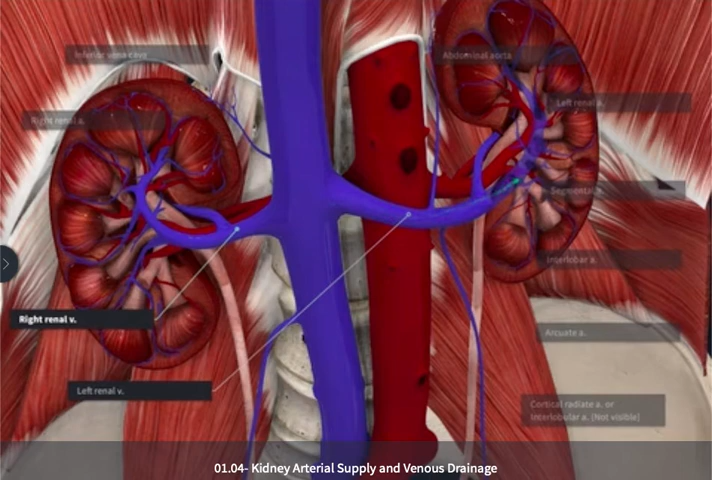 Inferior vena cava
Abdominal aorta
Right renal a.
Left renal a.
Segmental a.
Interlobar a.
Right renal v.
Arcuate a.
Left renal v.
Cortical radiate a. or
Interlobular a. (Not visible)
01.04- Kidney Arterial Supply and Venous Drainage